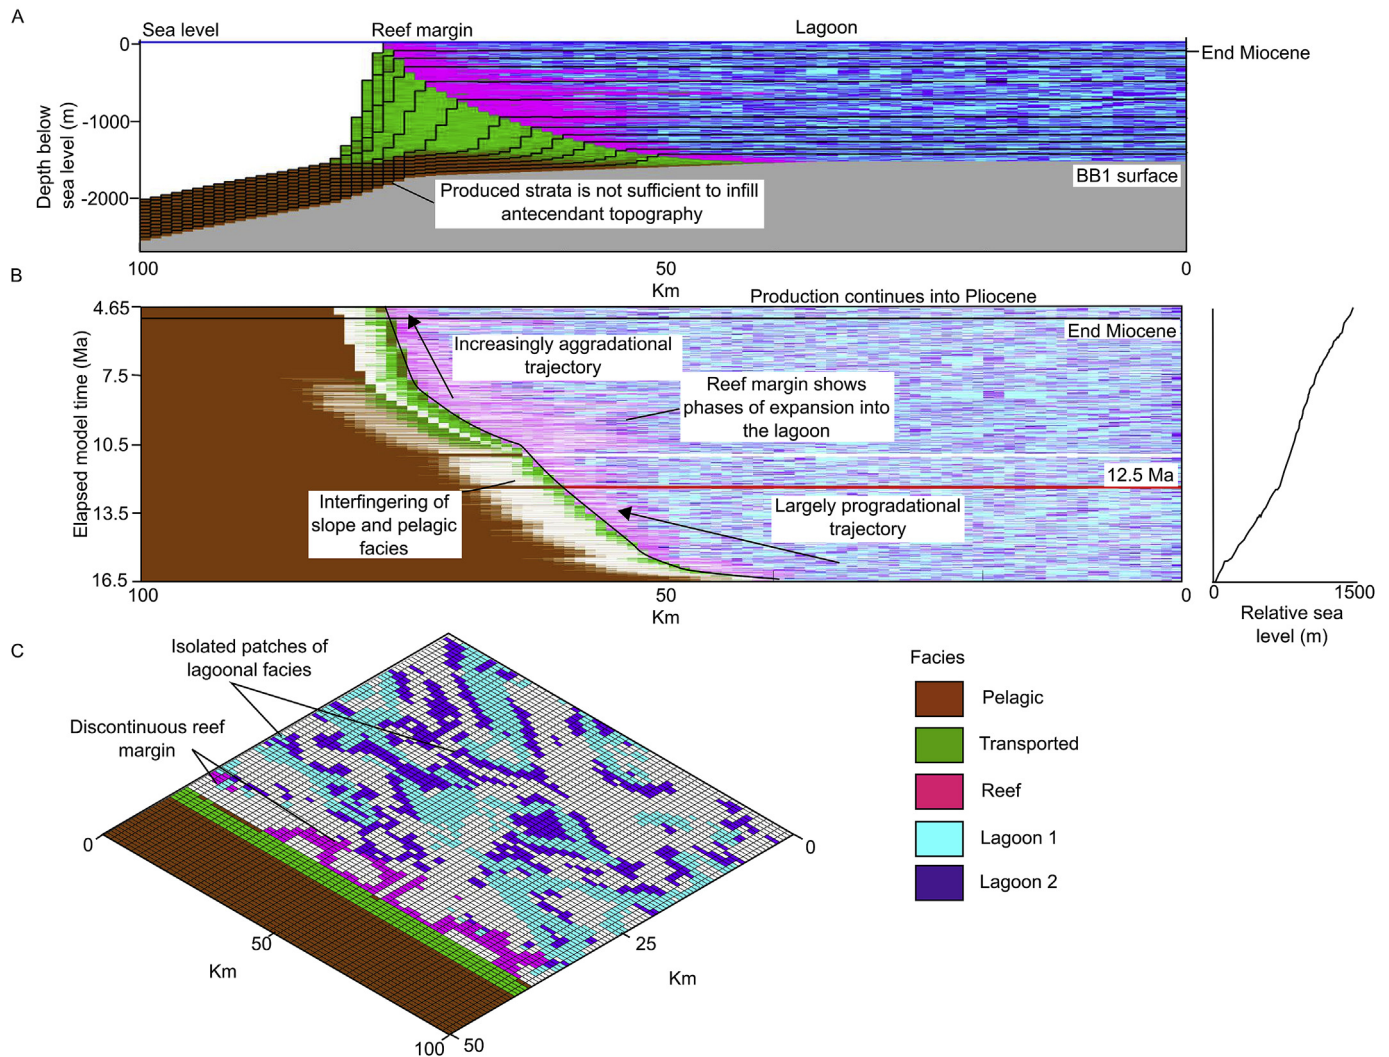 A
Sea level
Reef margin
Lagoon
0
End Miocene
-1000
-2000
Depth below
sea level (m)
BB1 surface
Produced strata is not sufficient to infill
antecendant topography
100
50
0
Km
B
Production continues into Pliocene
4.65
7.5
10.5
13.5
16.5
Elapsed model time (Ma)
End Miocene
Increasingly aggradational
trajectory
Reef margin shows
phases of expansion into
the lagoon
12.5 Ma
Interfingering of
slope and pelagic
facies
Largely progradational
trajectory
100
50
0
Km
0
1500
Relative sea
level (m)
C
Isolated patches of
lagoonal facies
Discontinuous reef
margin
0
50
Km
100
50
25
Km
0
Facies
Pelagic
Transported
Reef
Lagoon 1
Lagoon 2